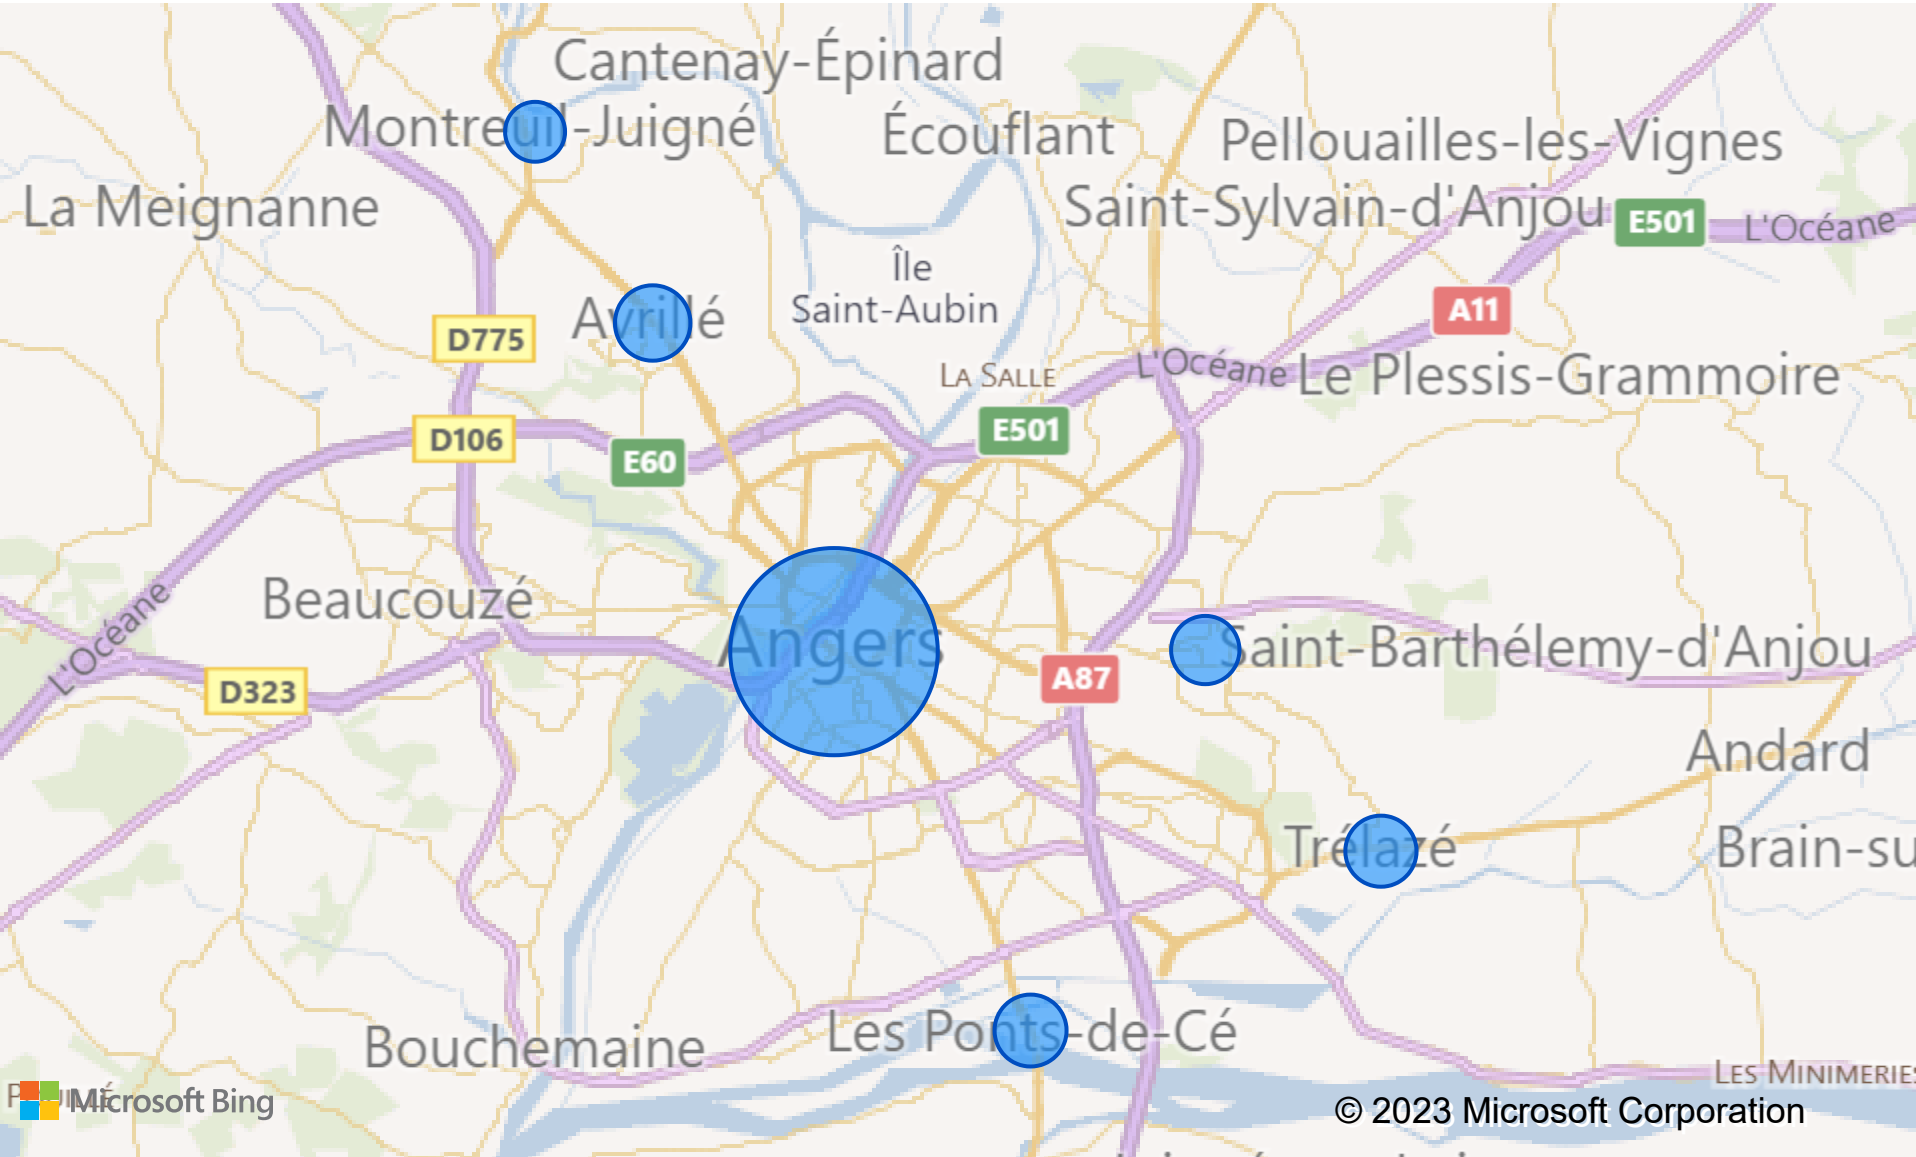 Cantenay-Épinard
Montreuil-Juigné
Écouflant
Pellouailles-les-Vignes
La Meignanne
Saint-Sylvain-d'Anjou
E501
L'Océane
Île
Saint-Aubin
A11
Avrillé
D775
La Salle
L'Océane
Le Plessis-Grammoire
D106
E501
E60
Beaucouzé
L'Océane
Angers
Saint-Barthélemy-d'Anjou
A87
D323
Andard
Trélazé
Brain-su
Les Ponts-de-Cé
Bouchemaine
Les Minimeries
Microsoft Bing
© 2023 Microsoft Corporation